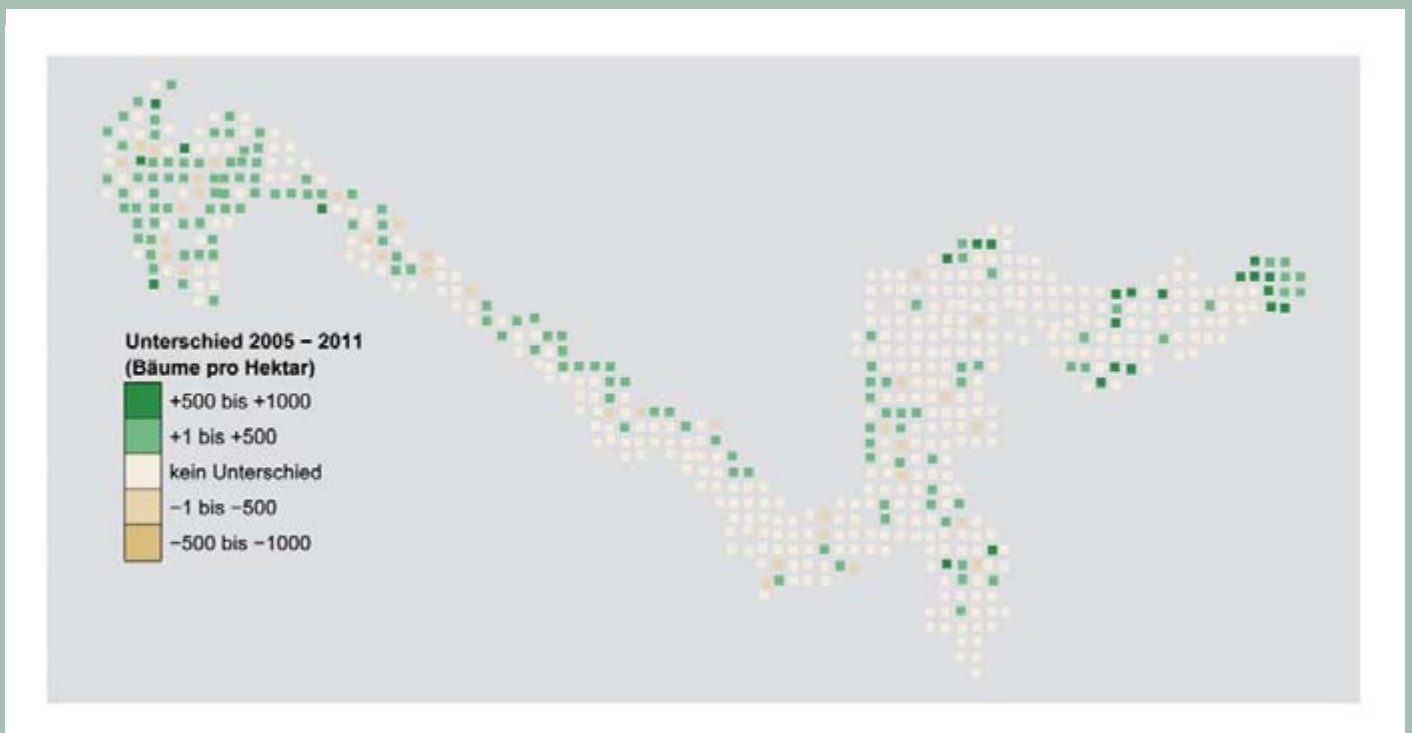 Unterschied 2005 – 2011
(Bäume pro Hektar)
+500 bis +1000
+1 bis +500
kein Unterschied
−1 bis −500
−500 bis −1000